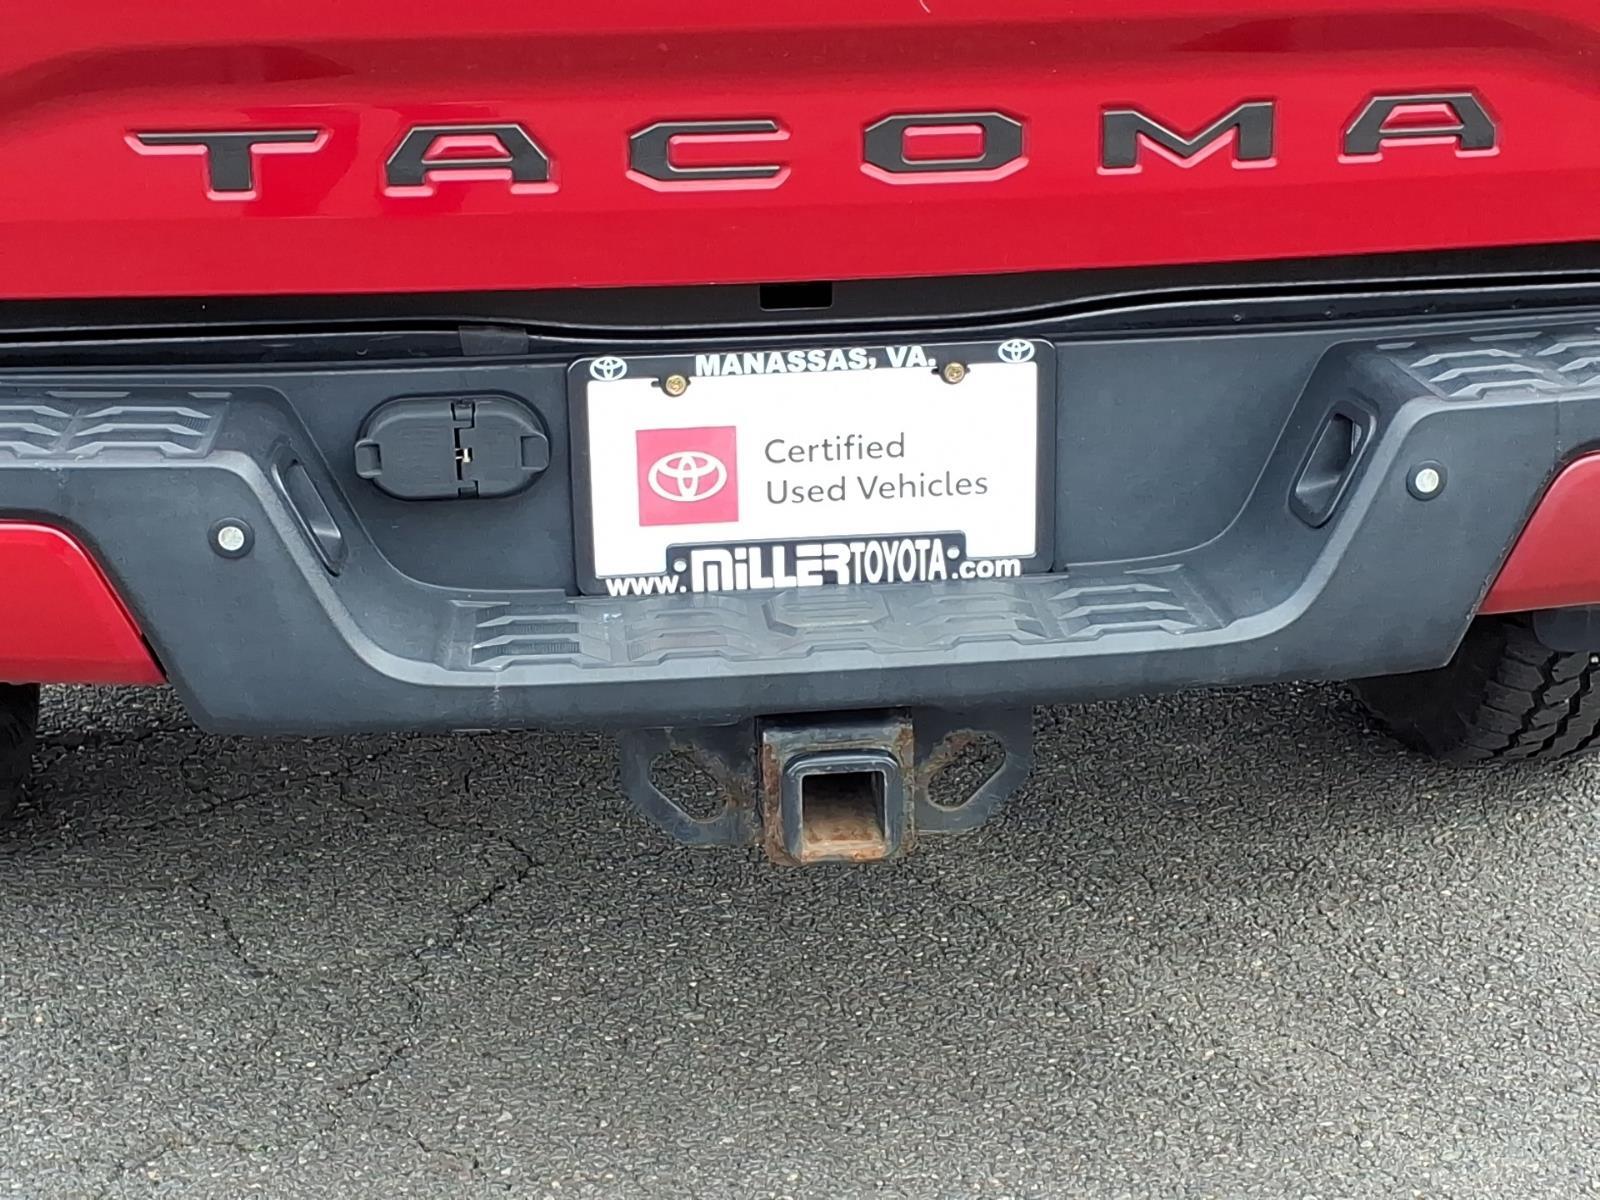 TACOMA
MANASSAS, VA.
Certified
Used Vehicles
www.MiLLERTOYOTA.com